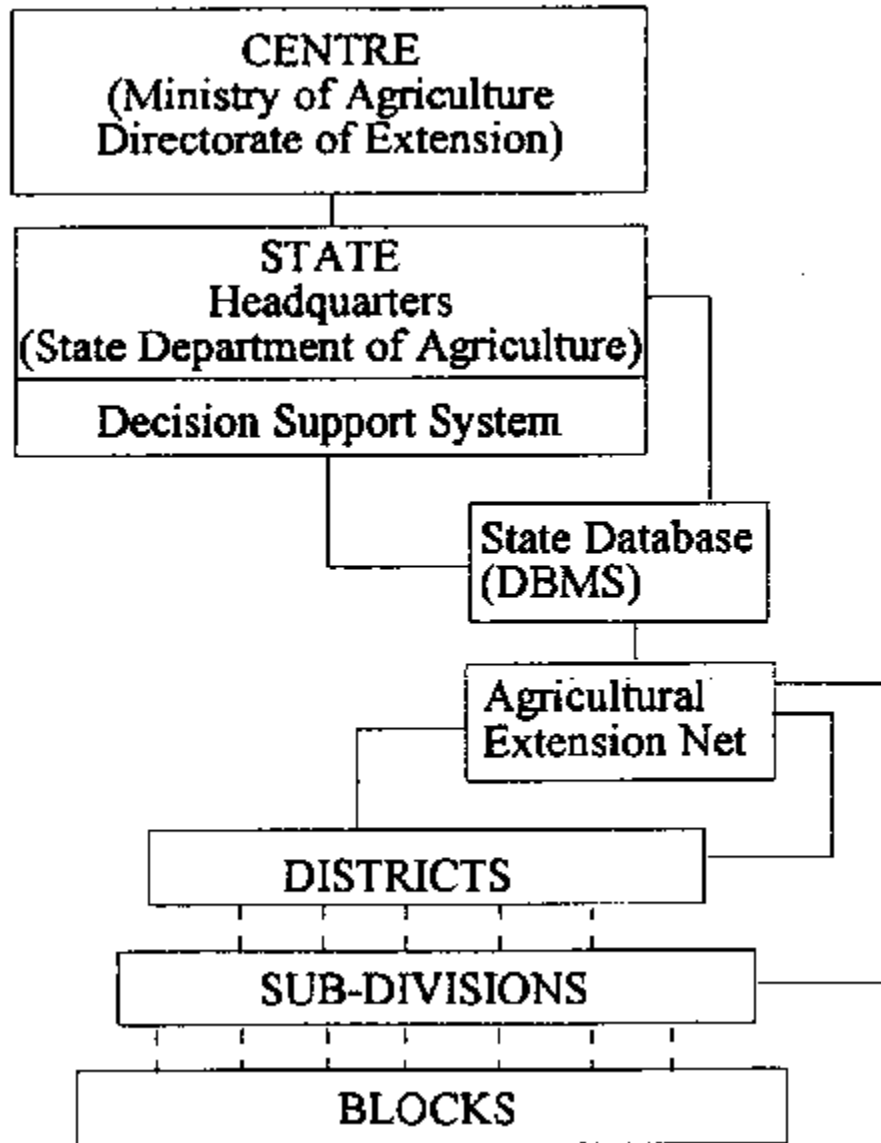 CENTRE
(Ministry of Agriculture
Directorate of Extension)
STATE
Headquarters
(State Department of Agriculture)
Decision Support System
State Database
(DBMS)
Agricultural
Extension Net
DISTRICTS
SUB-DIVISIONS
BLOCKS